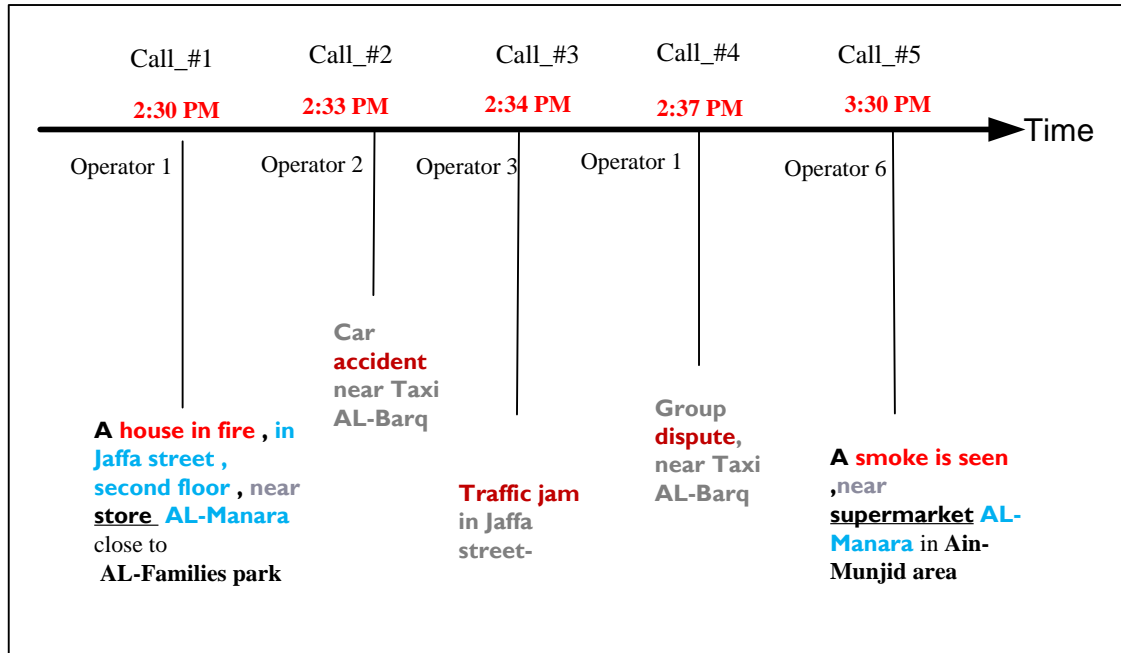 Call_#1
Call_#2
Call_#3
Call_#4
Call_#5
2:30 PM
2:33 PM
2:34 PM
2:37 PM
3:30 PM
Time
Operator 1
Operator 2
Operator 3
Operator 1
Operator 6
A house in fire , in
Jaffa street ,
second floor , near
store AL-Manara
close to
AL-Families park
Car
accident
near Taxi
AL-Barq
Traffic jam
in Jaffa
street-
Group
dispute,
near Taxi
AL-Barq
A smoke is seen
,near
supermarket AL-
Manara in Ain-
Munjid area